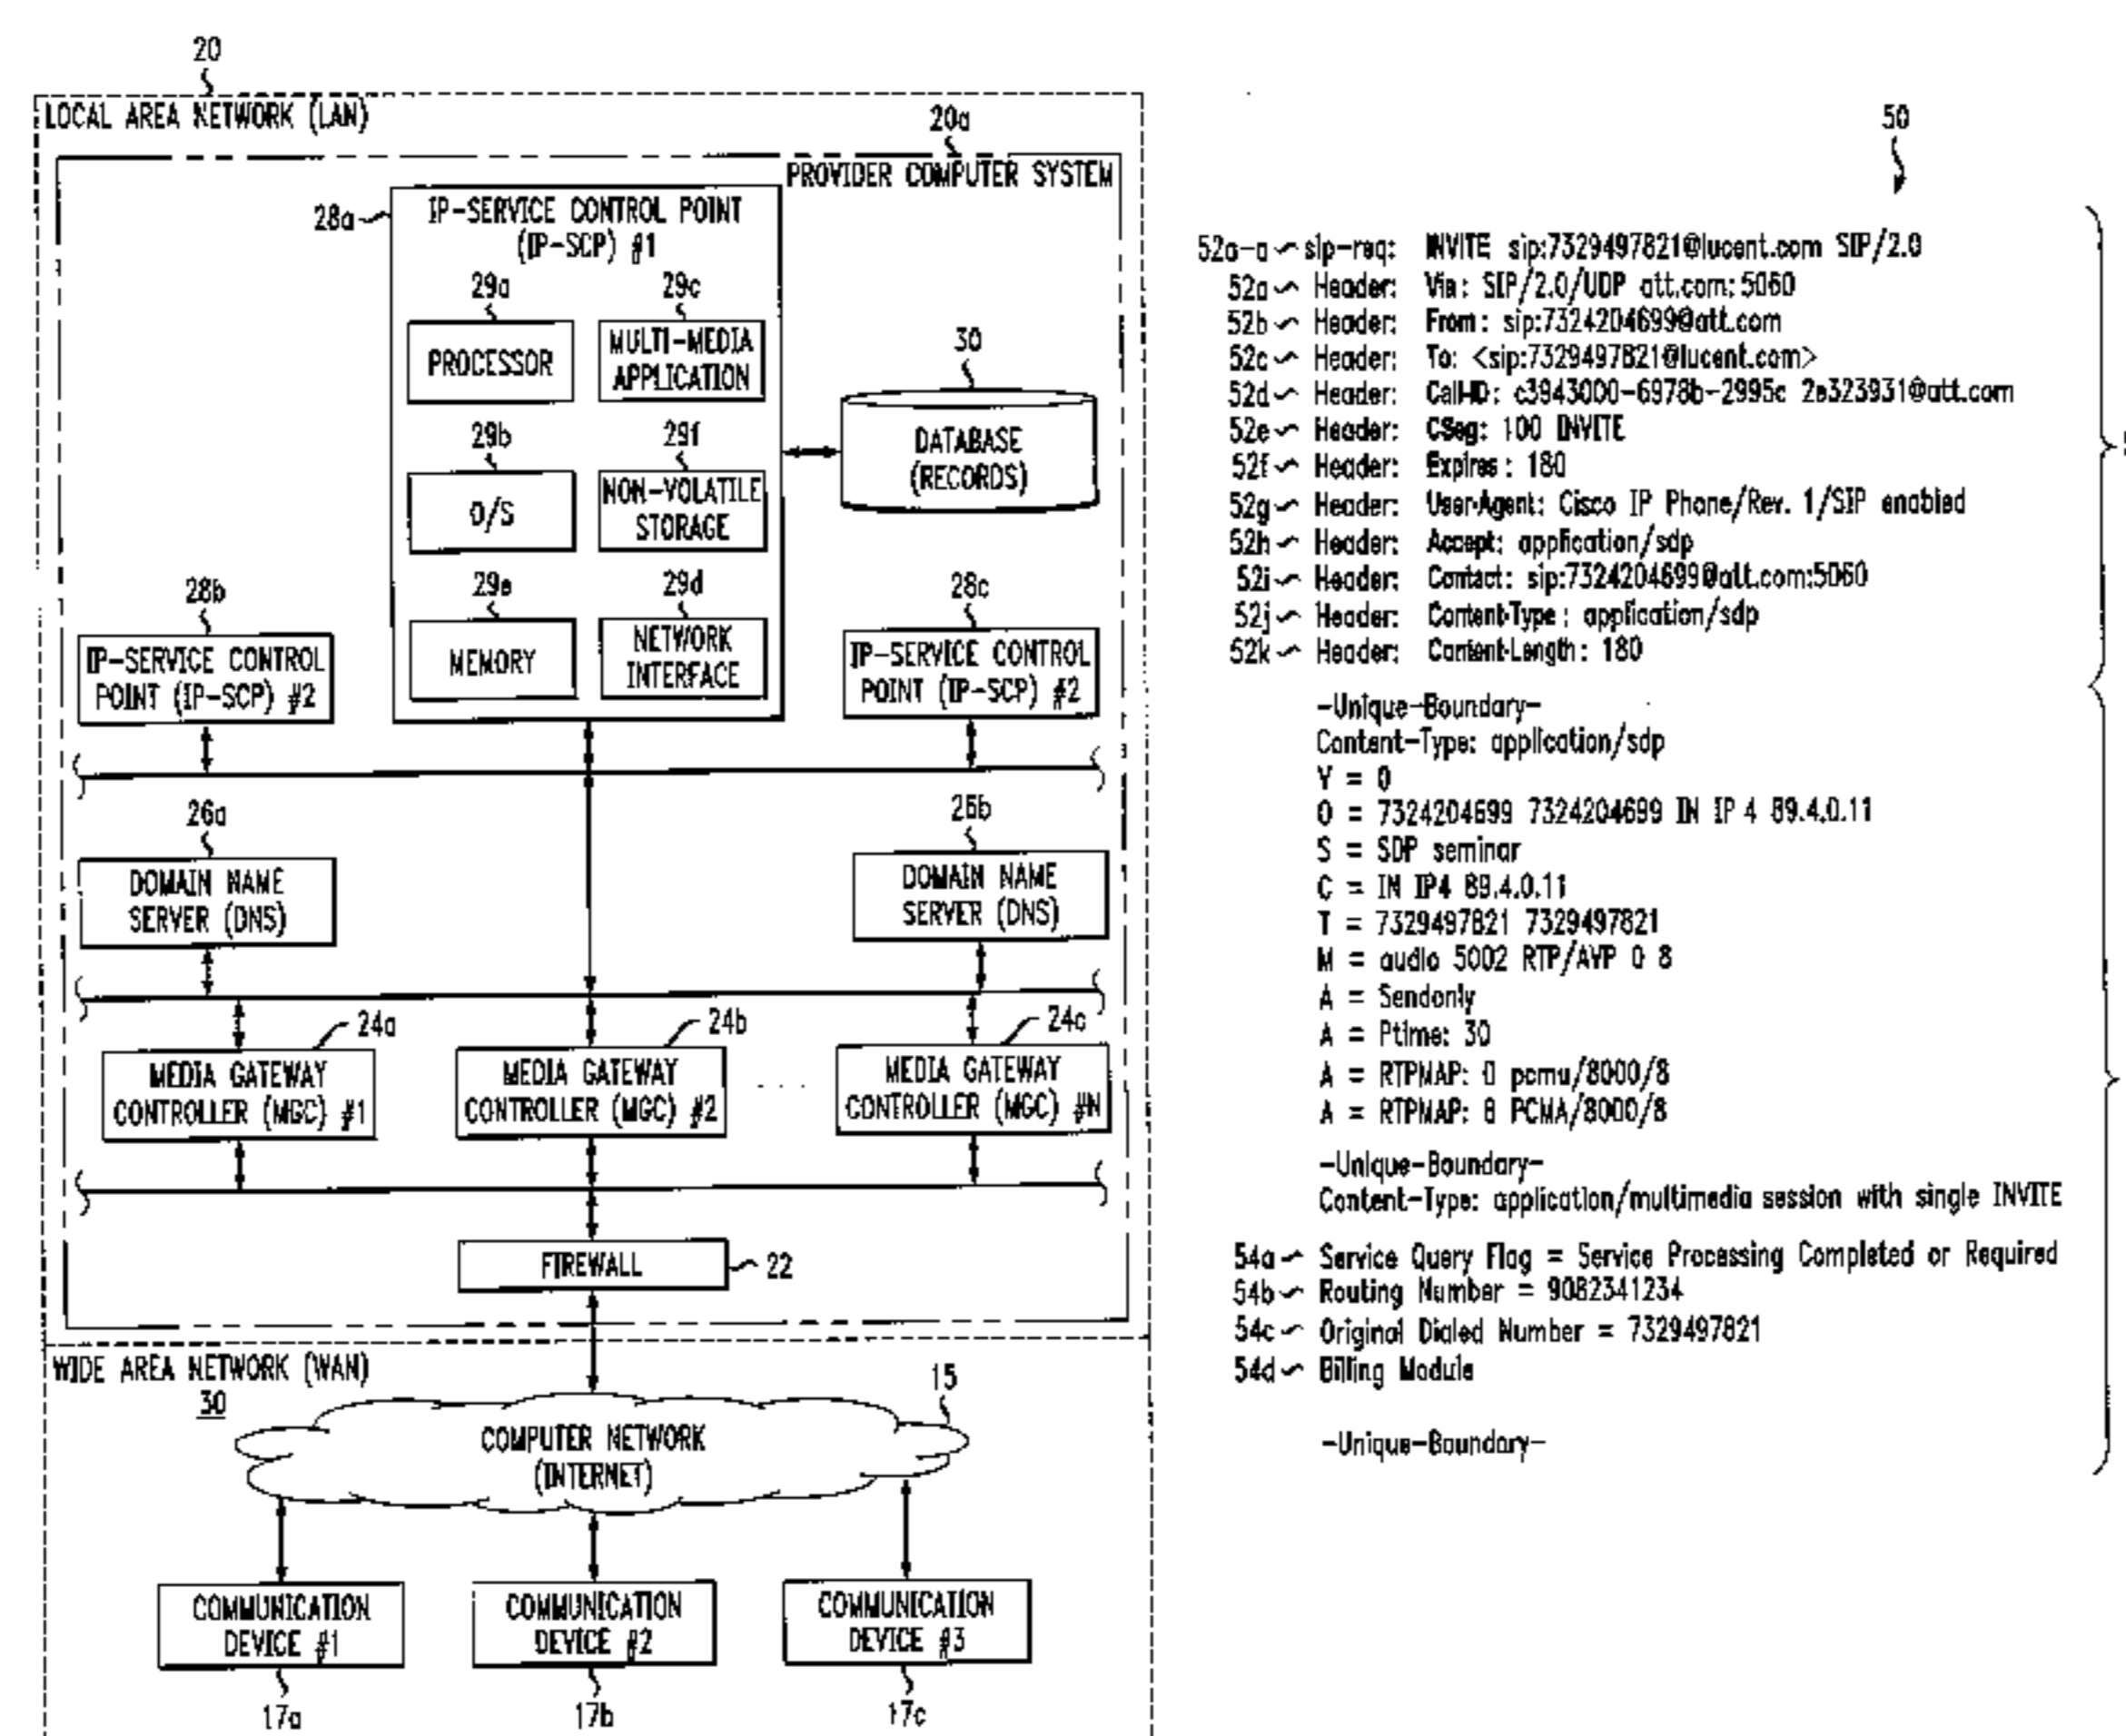 20
LOCAL AREA NETWORK (LAN)
20a
PROVIDER COMPUTER SYSTEM
28a
IP-SERVICE CONTROL POINT
(IP-SCP) #1
29a
29c
PROCESSOR
MULTI-MEDIA
APPLICATION
30
DATABASE
(RECORDS)
29b
29f
O/S
NON-VOLATILE
STORAGE
29e
29d
MEMORY
NETWORK
INTERFACE
28b
IP-SERVICE CONTROL
POINT (IP-SCP) #2
28c
IP-SERVICE CONTROL
POINT (IP-SCP) #2
26a
DOMAIN NAME
SERVER (DNS)
26b
DOMAIN NAME
SERVER (DNS)
24a
MEDIA GATEWAY
CONTROLLER (MGC) #1
24b
MEDIA GATEWAY
CONTROLLER (MGC) #2
. . . .
24c
MEDIA GATEWAY
CONTROLLER (MGC) #N
FIREWALL
22
WIDE AREA NETWORK (WAN)
30
15
COMPUTER NETWORK
(INTERNET)
COMMUNICATION
DEVICE #1
17a
COMMUNICATION
DEVICE #2
17b
COMMUNICATION
DEVICE #3
17c
50
52a-a sip-req: INVITE sip:7329497821@lucent.com SIP/2.0
52a Header: Via: SIP/2.0/UDP att.com:5060
52b Header: From: sip:7324204699@att.com
52c Header: To: <sip:7329497821@lucent.com>
52d Header: Call-ID: c3943000-6978b-2995c 2e323931@att.com
52e Header: CSeg: 100 INVITE
52f Header: Expires: 180
52g Header: User-Agent: Cisco IP Phone/Rev. 1/SIP enabled
52h Header: Accept: application/sdp
52i Header: Contact: sip:7324204699@att.com:5060
52j Header: Content-Type: application/sdp
52k Header: Content-Length: 180
-Unique-Boundary-
Content-Type: application/sdp
V = 0
O = 7324204699 7324204699 IN IP 4 89.4.0.11
S = SDP seminar
C = IN IP4 89.4.0.11
T = 7329497821 7329497821
M = audio 5002 RTP/AVP 0 8
A = Sendonly
A = Ptime: 30
A = RTPMAP: 0 pcmu/8000/8
A = RTPMAP: 8 PCMA/8000/8
-Unique-Boundary-
Content-Type: application/multimedia session with single INVITE
54a Service Query Flag = Service Processing Completed or Required
54b Routing Number = 9082341234
54c Original Dialed Number = 7329497821
54d Billing Module
-Unique-Boundary-